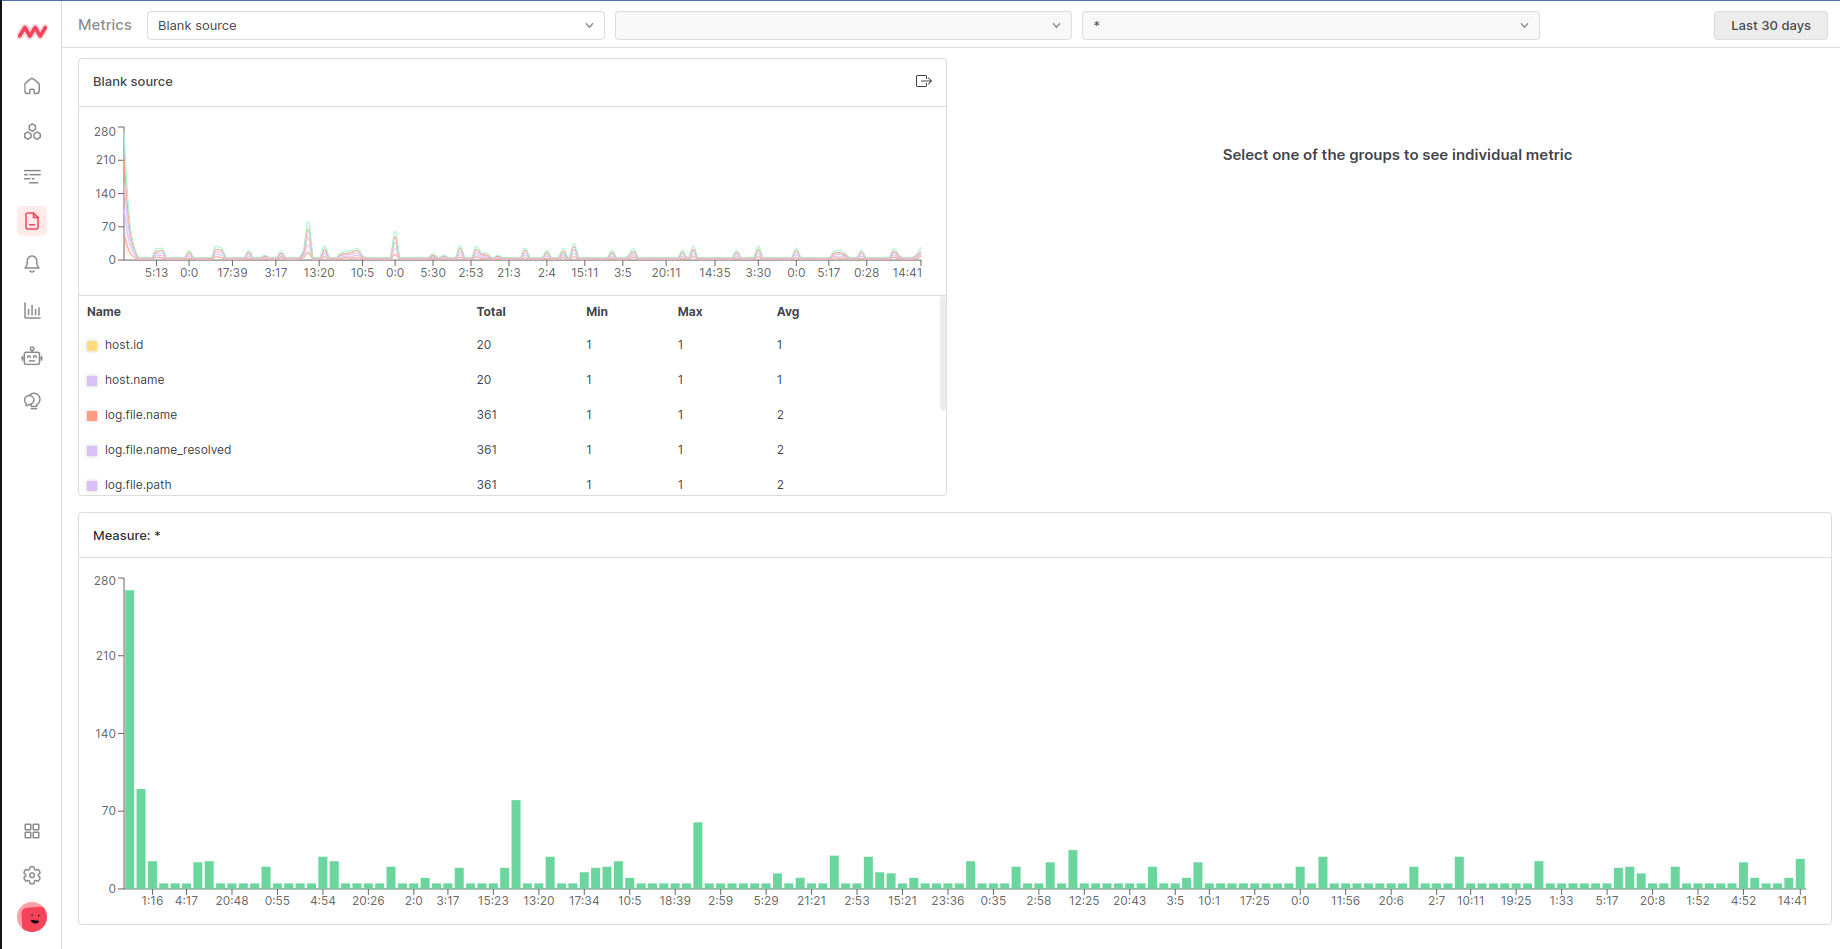 Metrics Blank source * Last 30 days
Blank source
280
210
140
70
0
5:13 0:0 17:39 3:17 13:20 10:5 0:0 5:30 2:53 21:3 2:4 15:11 3:5 20:11 14:35 3:30 0:0 5:17 0:28 14:41
Select one of the groups to see individual metric
Name Total Min Max Avg
host.id 20 1 1 1
host.name 20 1 1 1
log.file.name 361 1 1 2
log.file.name_resolved 361 1 1 2
log.file.path 361 1 1 2
Measure: *
280
210
140
70
0
1:16 4:17 20:48 0:55 4:54 20:26 2:0 3:17 15:23 13:20 17:34 10:5 18:39 2:59 5:29 21:21 2:53 15:21 23:36 0:35 2:58 12:25 20:43 3:5 10:1 17:25 0:0 11:56 20:6 2:7 10:11 19:25 1:33 5:17 20:8 1:52 4:52 14:41